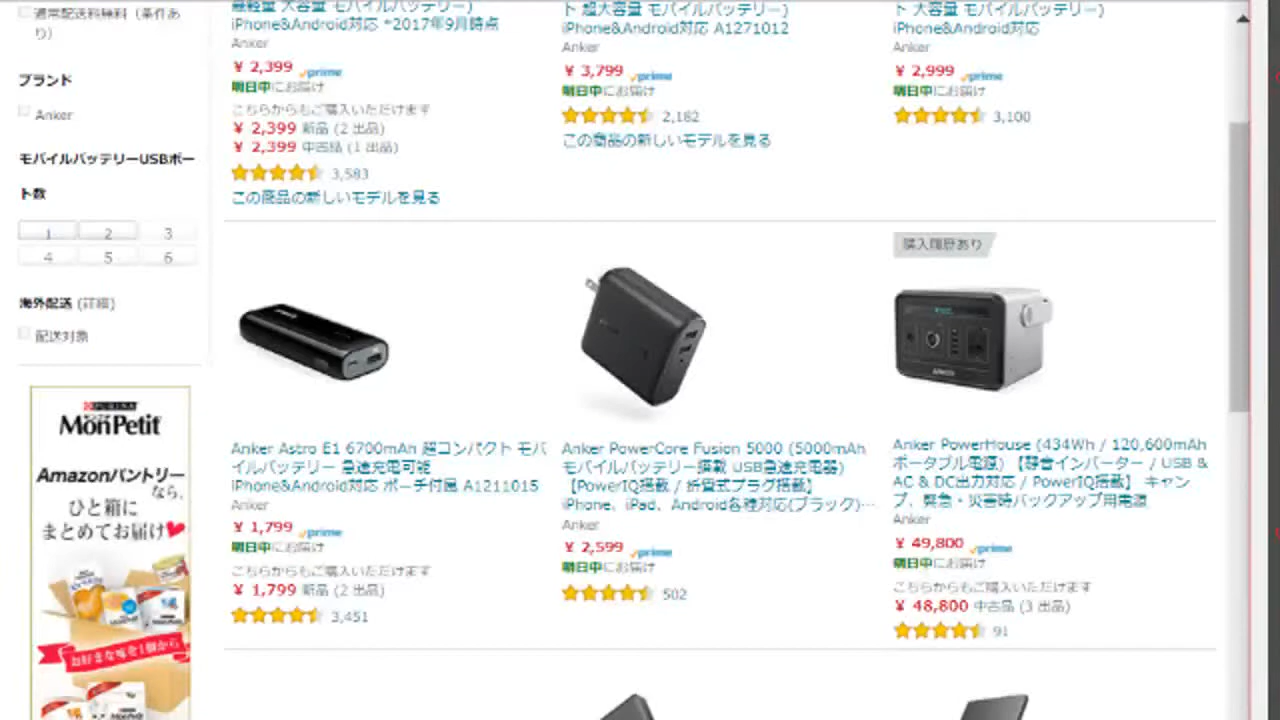 通常配送料無料（条件あ
り）
ブランド
Anker
モバイルバッテリーUSBポー
ト数
1 2 3
4 5 6
海外配送 (詳細)
配送対象
PURINA
MonPetit
Amazonパントリー
なら、
ひと箱に
まとめてお届け
お好きな味を1個から
最軽量 大容量 モバイルバッテリー)
iPhone&Android対応 *2017年9月時点
Anker
￥ 2,399 prime
明日中にお届け
こちらからもご購入いただけます
￥ 2,399 新品 (2 出品)
￥ 2,399 中古品 (1 出品)
3,583
この商品の新しいモデルを見る
ト 超大容量 モバイルバッテリー)
iPhone&Android対応 A1271012
Anker
￥ 3,799 prime
明日中にお届け
2,182
この商品の新しいモデルを見る
ト 大容量 モバイルバッテリー)
iPhone&Android対応
Anker
￥ 2,999 prime
明日中にお届け
3,100
Anker Astro E1 6700mAh 超コンパクト モバ
イルバッテリー 急速充電可能
iPhone&Android対応 ポーチ付属 A1211015
Anker
￥ 1,799 prime
明日中にお届け
こちらからもご購入いただけます
￥ 1,799 新品 (2 出品)
3,451
Anker PowerCore Fusion 5000 (5000mAh
モバイルバッテリー搭載 USB急速充電器)
【PowerIQ搭載 / 折畳式プラグ搭載】
iPhone、iPad、Android各種対応(ブラック)…
Anker
￥ 2,599 prime
明日中にお届け
502
購入履歴あり
ANKER
Anker PowerHouse (434Wh / 120,600mAh
ポータブル電源) 【静音インバーター / USB &
AC & DC出力対応 / PowerIQ搭載】 キャン
プ、緊急・災害時バックアップ用電源
Anker
￥ 49,800 prime
明日中にお届け
こちらからもご購入いただけます
￥ 48,800 中古品 (3 出品)
91